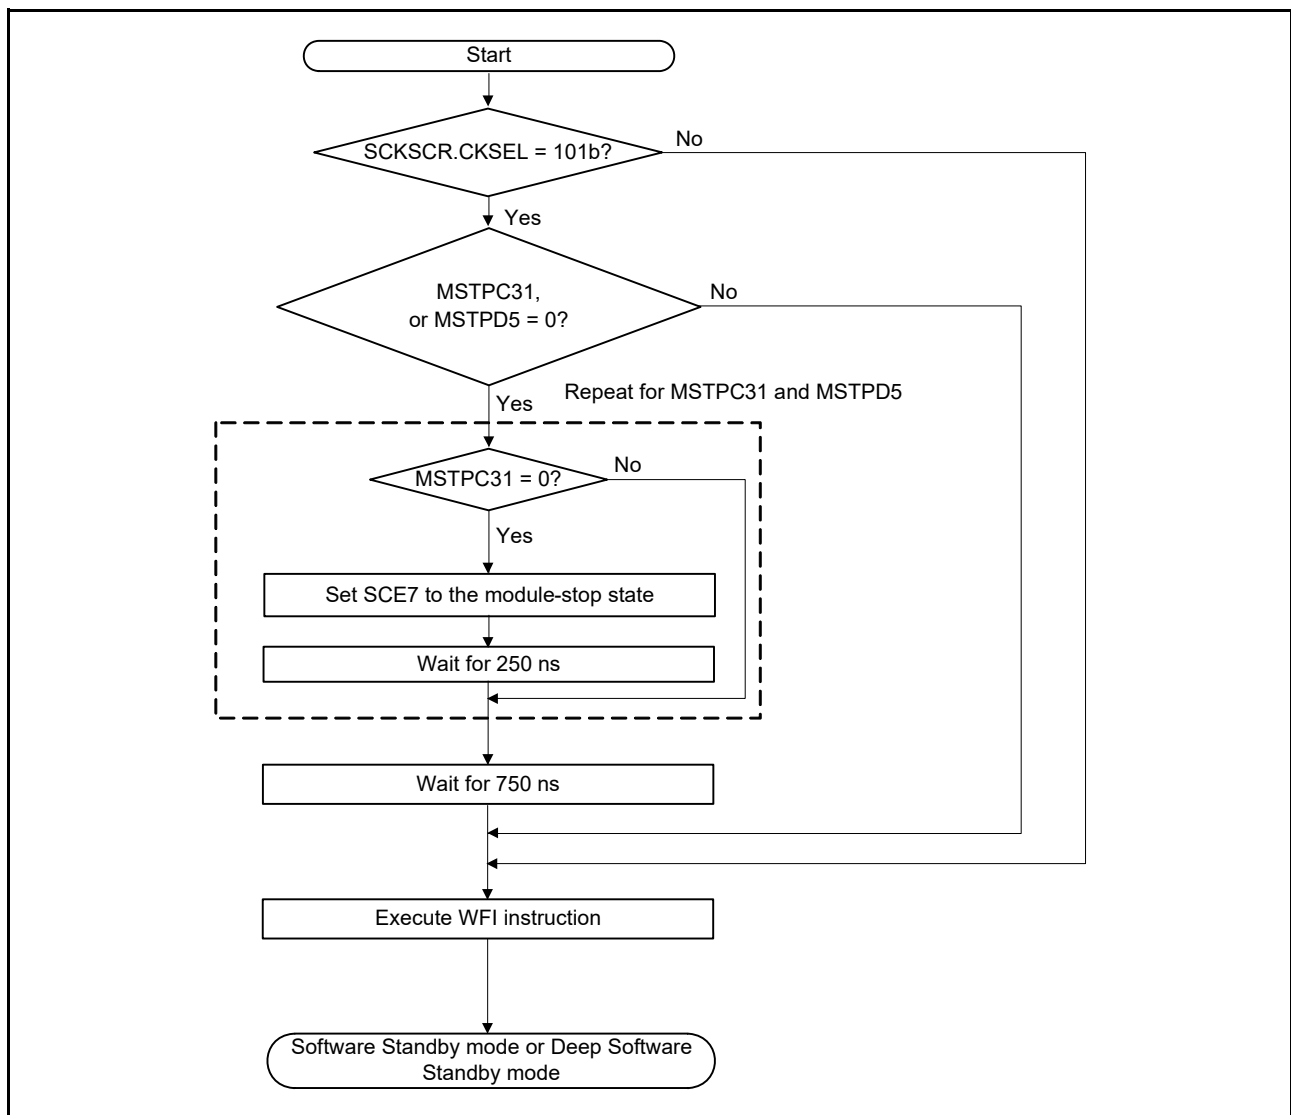 Start
SCKSCR.CKSEL = 101b?
No
Yes
MSTPC31,
or MSTPD5 = 0?
No
Yes
Repeat for MSTPC31 and MSTPD5
MSTPC31 = 0?
No
Yes
Set SCE7 to the module-stop state
Wait for 250 ns
Wait for 750 ns
Execute WFI instruction
Software Standby mode or Deep Software
Standby mode